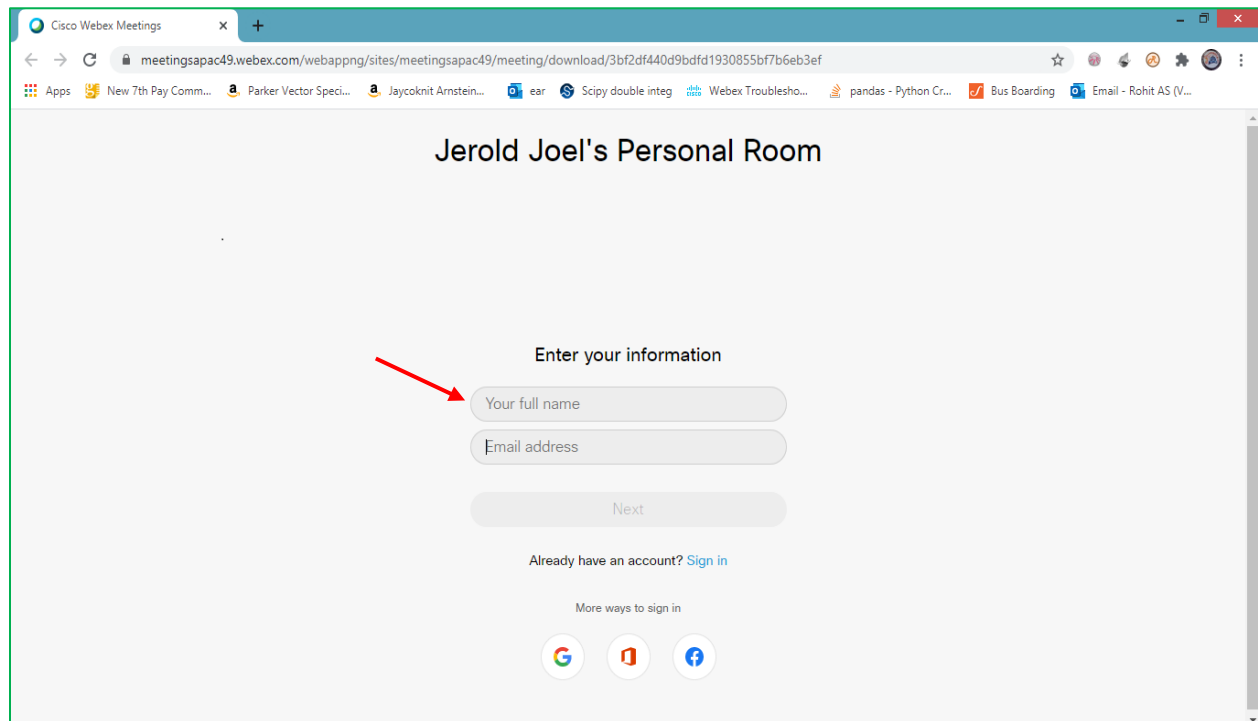 Cisco Webex Meetings
meetingsapac49.webex.com/webappng/sites/meetingsapac49/meeting/download/3bf2df440d9bdfd1930855bf7b6eb3ef
Apps New 7th Pay Comm... Parker Vector Speci... Jaycoknit Arnstein... ear Scipy double integ Webex Troublesho... pandas - Python Cr... Bus Boarding Email - Rohit AS (V...
Jerold Joel's Personal Room
.
Enter your information
Your full name
Email address
Next
Already have an account? Sign in
More ways to sign in